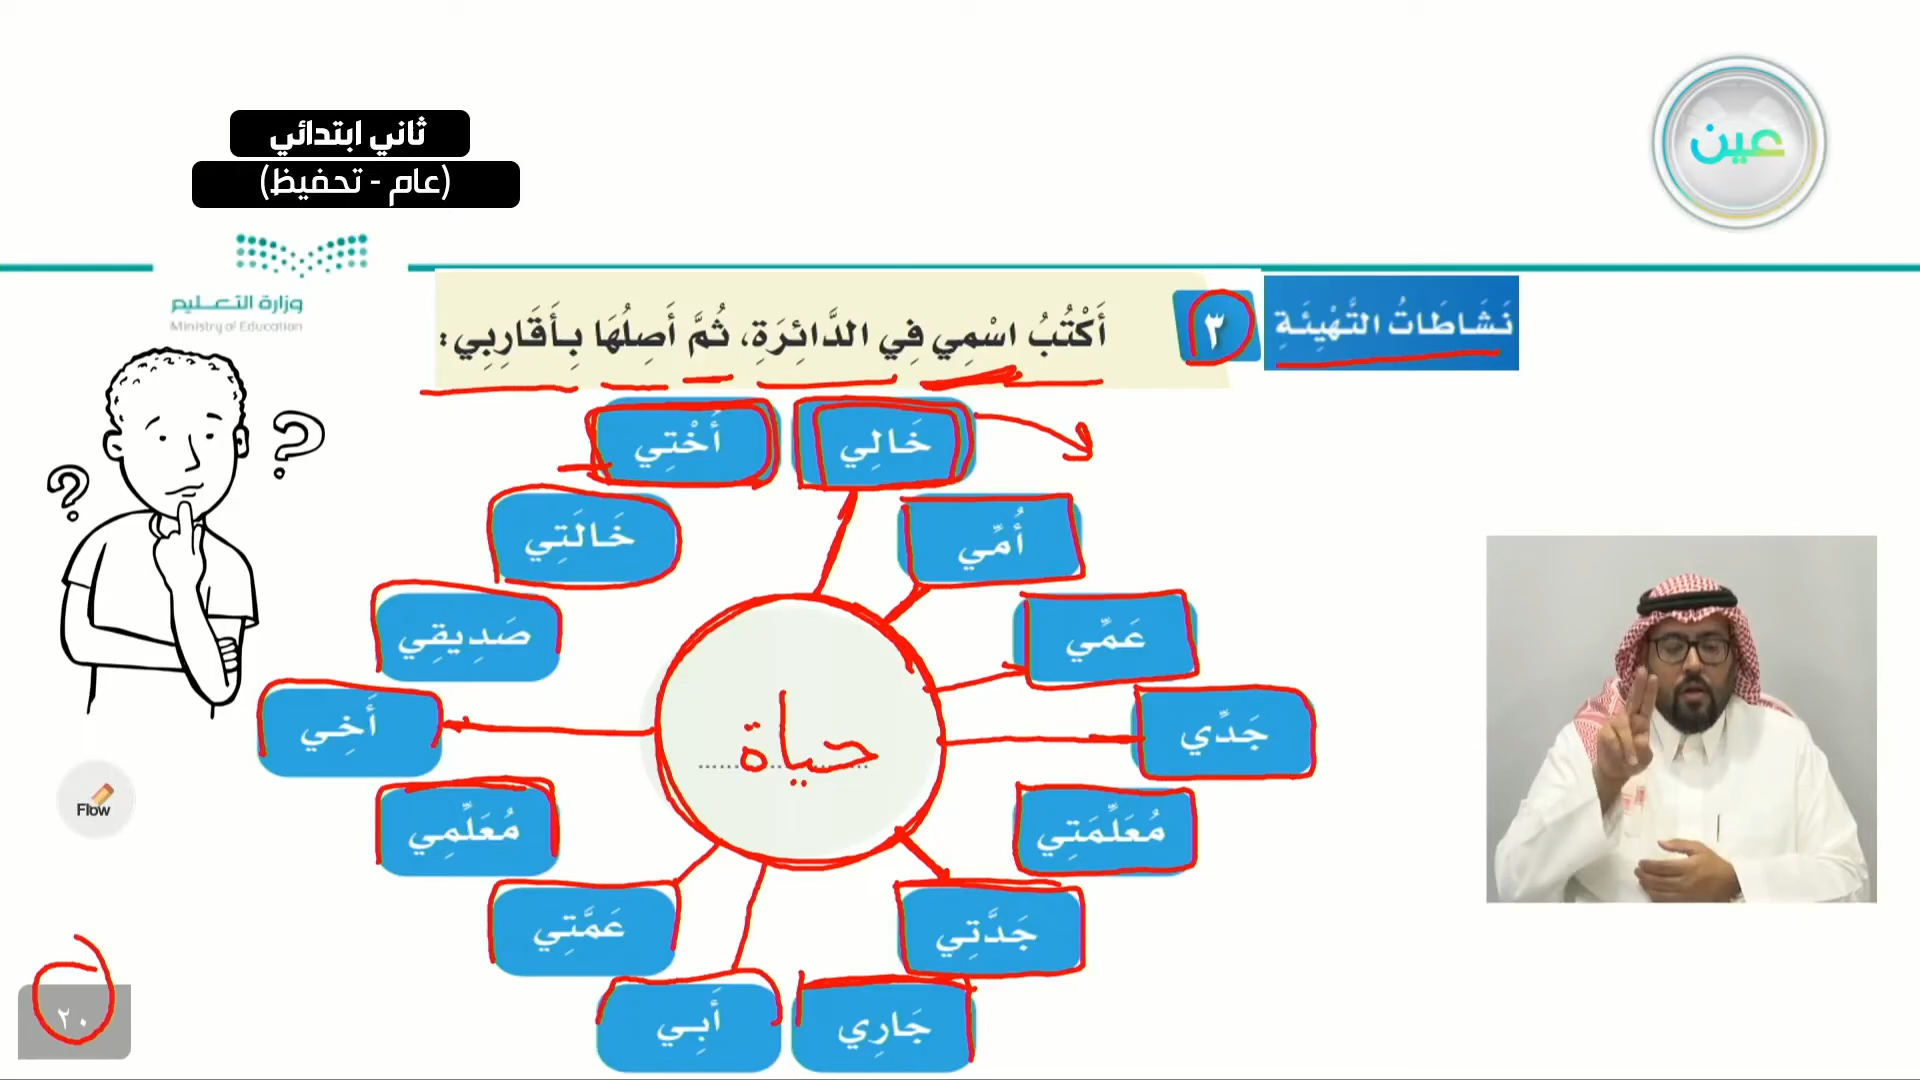 عين
ثاني ابتدائي
(عام - تحفيظ)
وزارة التعـــليم
Ministry of Education
نَشَاطَاتُ التَّهْيِئَةِ
٣
أَكْتُبُ اسْمِي فِي الدَّائِرَةِ، ثُمَّ أَصِلُهَا بِأَقَارِبِي:
خَالِي
أُخْتِي
أُمِّي
خَالَتِي
عَمِّي
صَدِيقِي
جَدِّي
أَخِي
حياة
مُعَلِّمَتِي
مُعَلِّمِي
جَدَّتِي
عَمَّتِي
جَارِي
أَبِي
Flow
٢٠